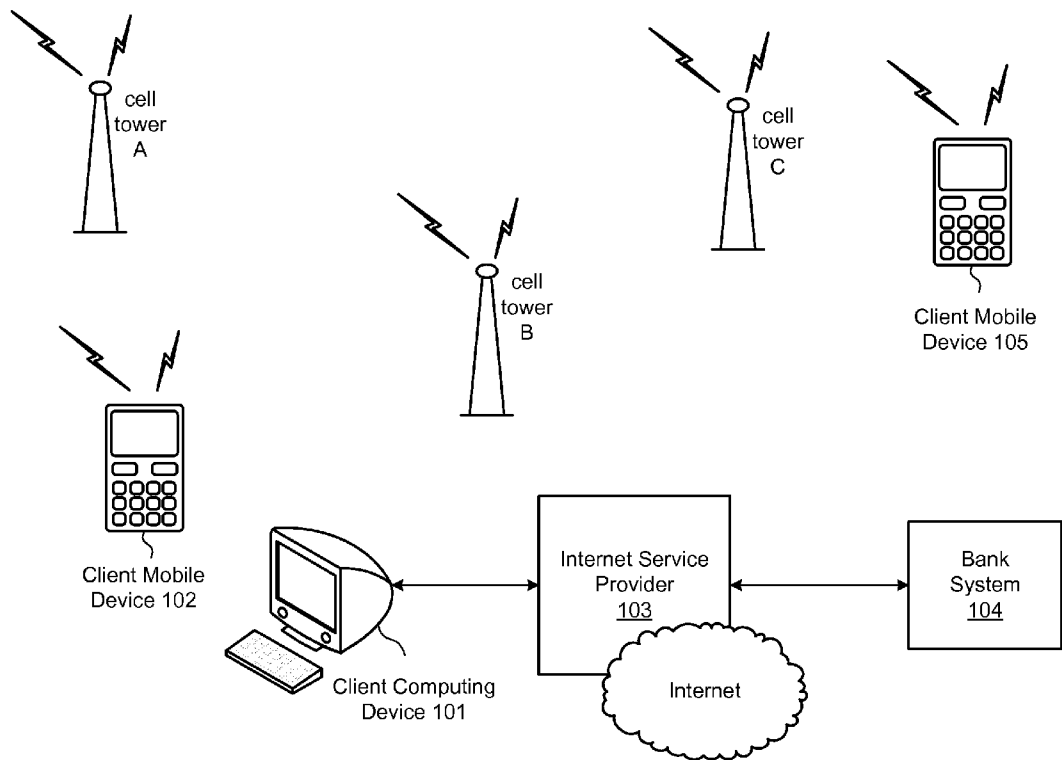 cell
tower
A
cell
tower
C
cell
tower
B
Client Mobile
Device 105
Client Mobile
Device 102
Internet Service
Provider
103
Bank
System
104
Internet
Client Computing
Device 101